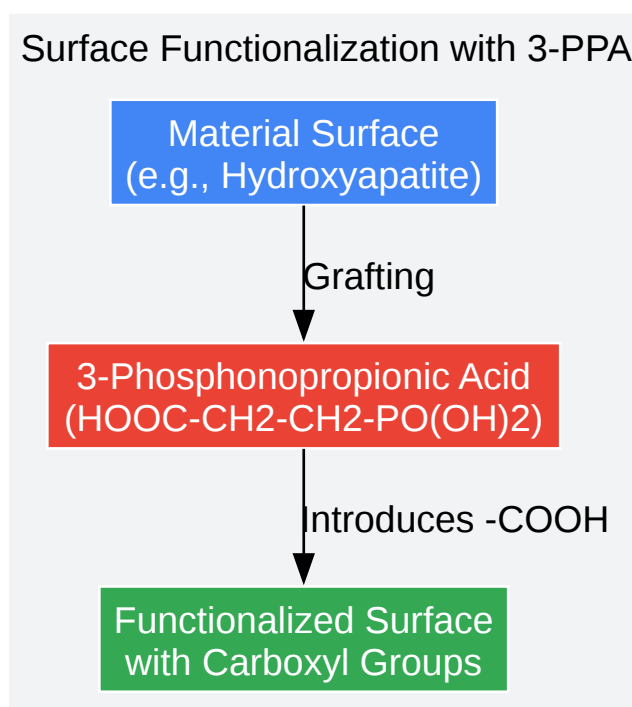 Surface Functionalization with 3-PPA
Material Surface
(e.g., Hydroxyapatite)
Grafting
3-Phosphonopropionic Acid
(HOOC-CH2-CH2-PO(OH)2)
Introduces -COOH
Functionalized Surface
with Carboxyl Groups